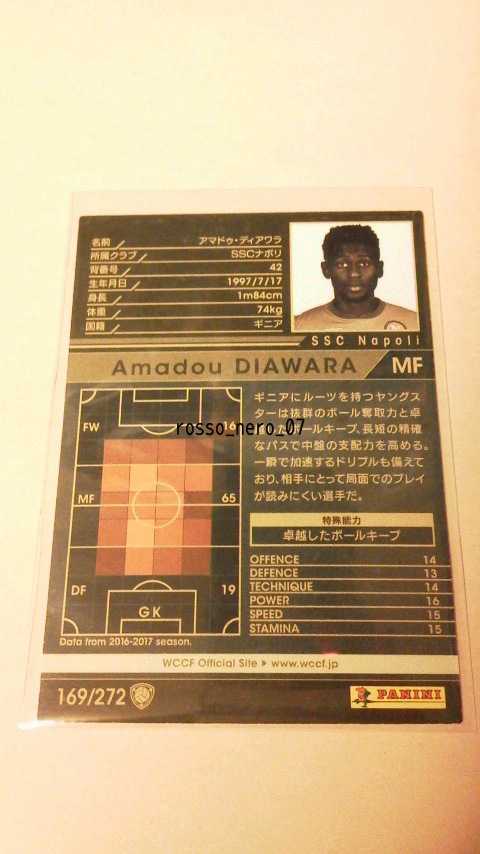 名前 アマドゥ・ディアワラ
所属クラブ SSCナポリ
背番号 42
生年月日 1997/7/17
身長 1m84cm
体重 74kg
国籍 ギニア
SSC Napoli
Amadou DIAWARA MF
FW 16
MF 65
DF 19
GK
Data from 2016-2017 season.
rosso_nero.07
ギニアにルーツを持つヤングス
ターは抜群のボール奪取力と卓
ボールキープ、長短の精確
なパスで中盤の支配力を高める。
一瞬で加速するドリブルも備えて
おり、相手にとって局面でのプレイ
が読みにくい選手だ。
特殊能力
卓越したボールキープ
OFFENCE 14
DEFENCE 13
TECHNIQUE 14
POWER 16
SPEED 15
STAMINA 15
WCCF Official Site ▶ www.wccf.jp
169/272
PANINI